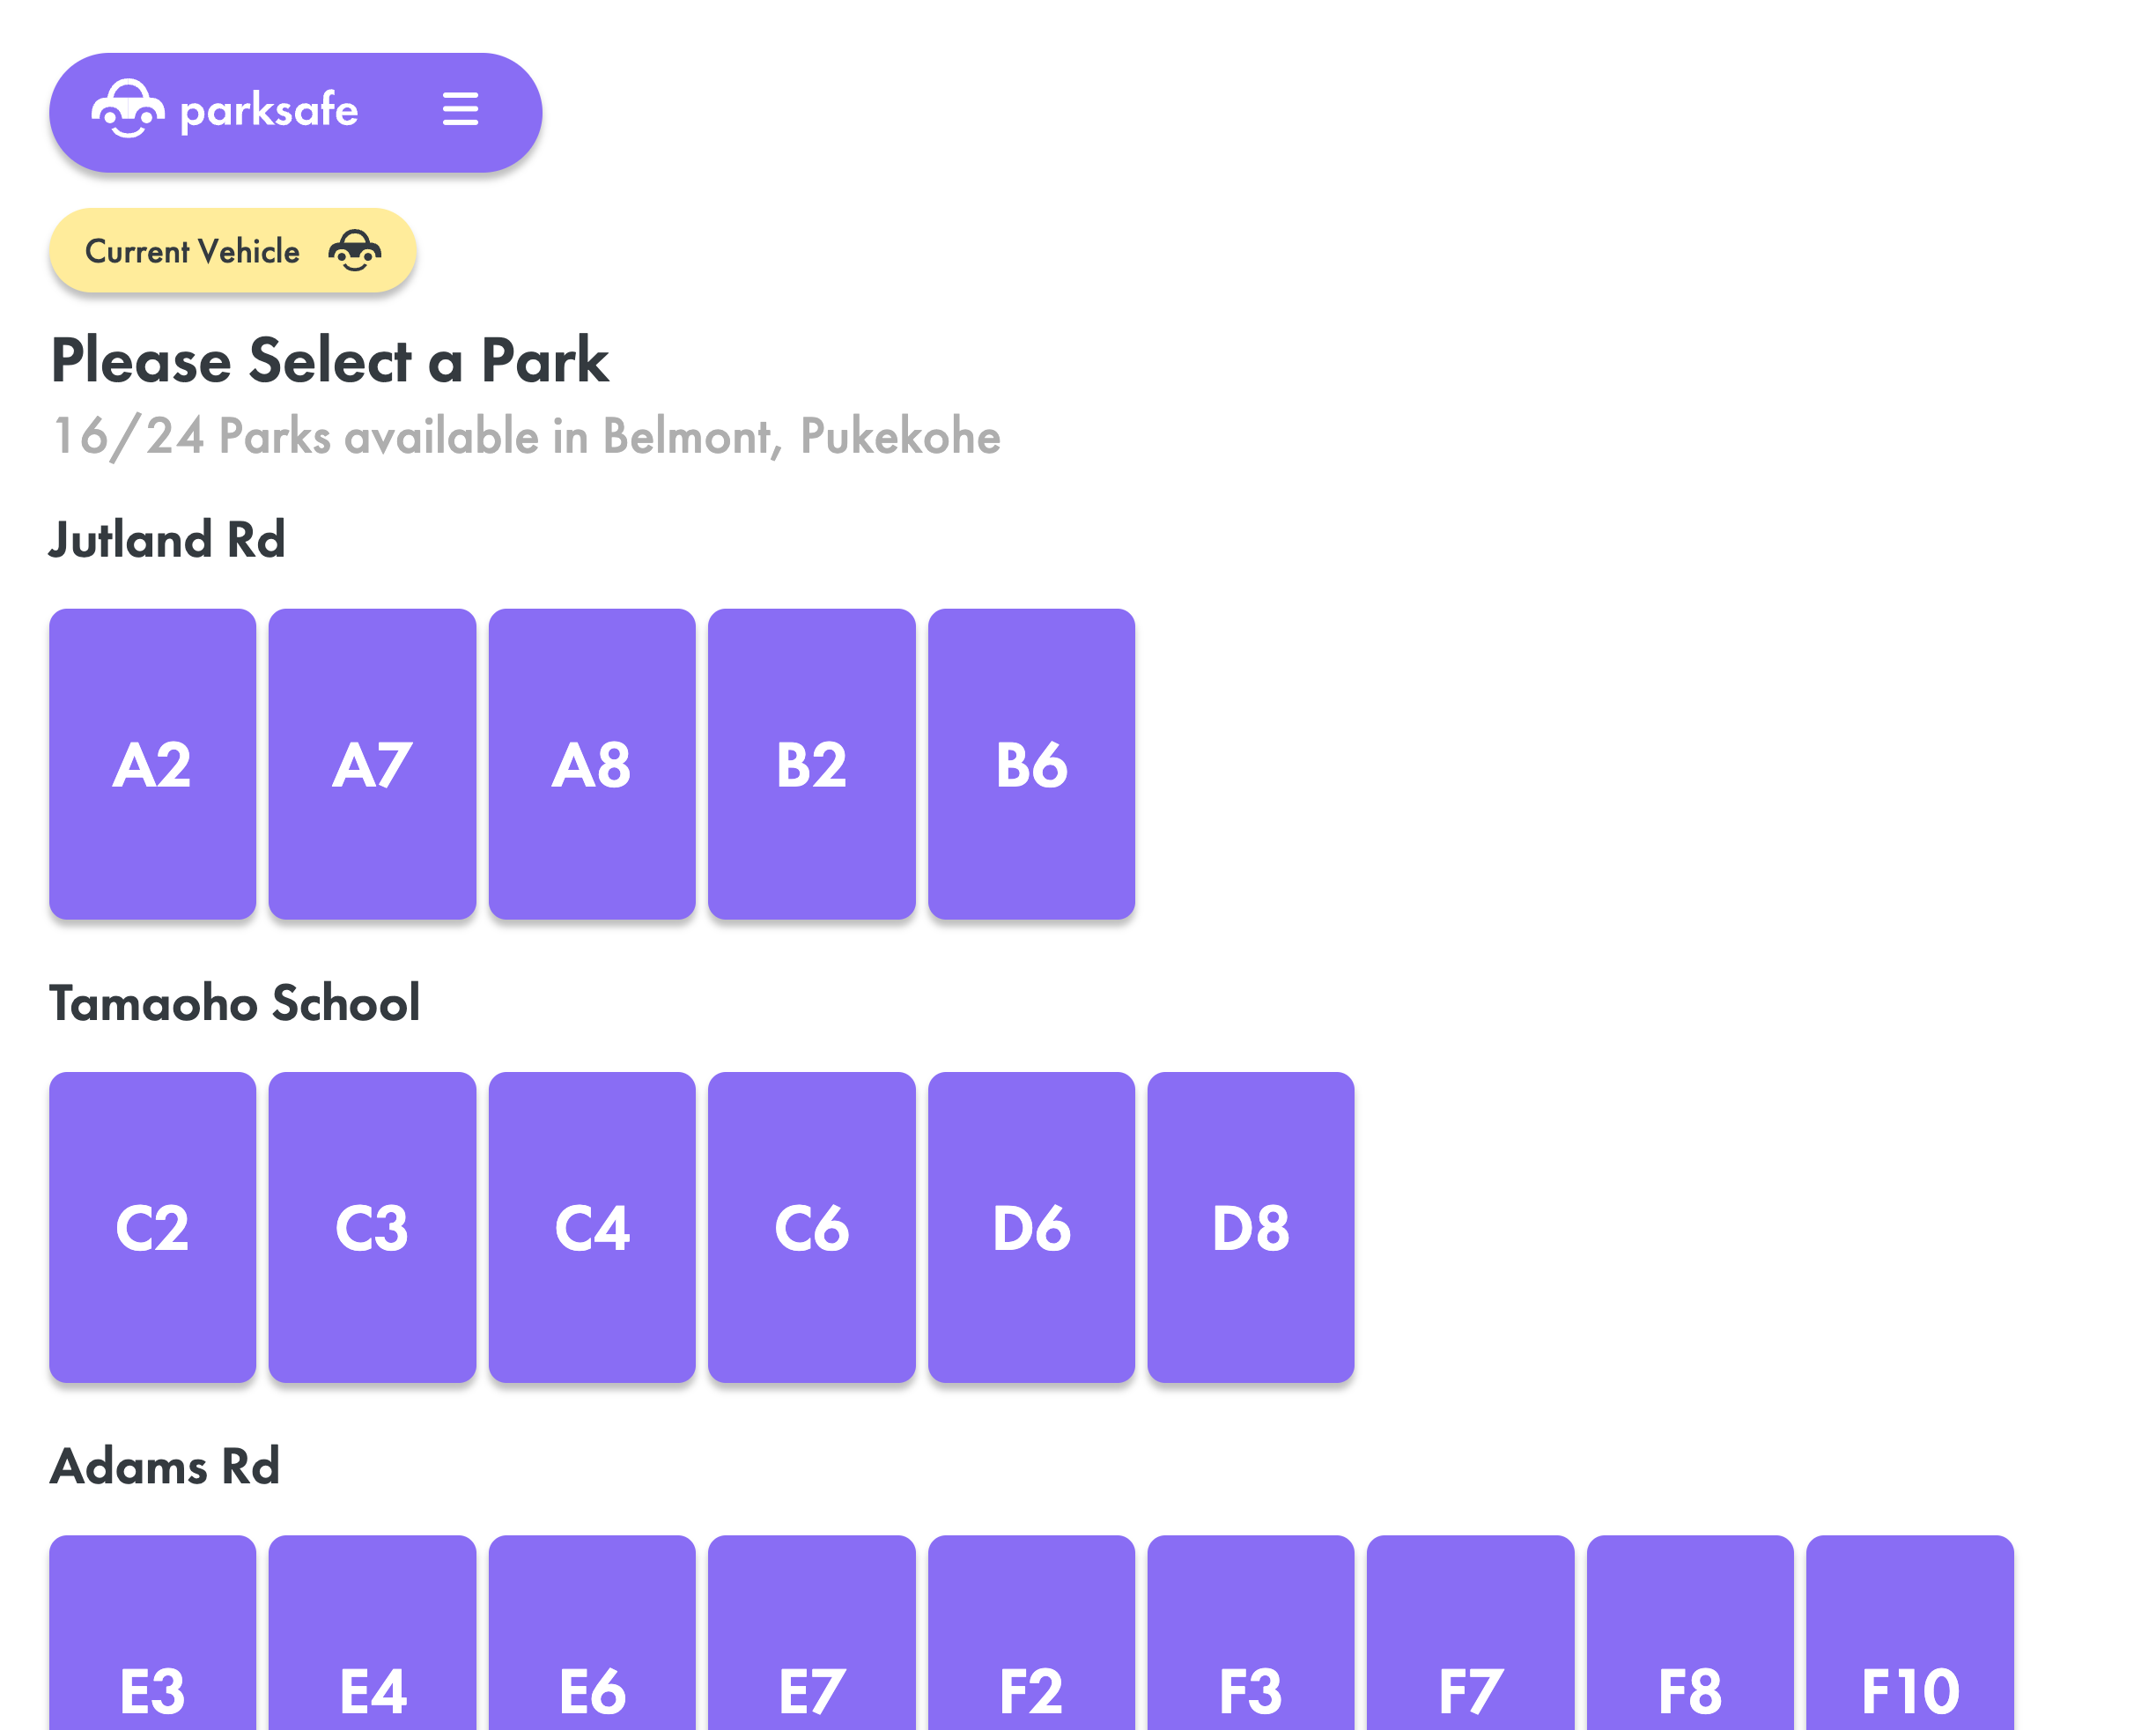 parksafe
Current Vehicle
Please Select a Park
16/24 Parks available in Belmont, Pukekohe
Jutland Rd
A2 A7 A8 B2 B6
Tamaoho School
C2 C3 C4 C6 D6 D8
Adams Rd
E3 E4 E6 E7 F2 F3 F7 F8 F10